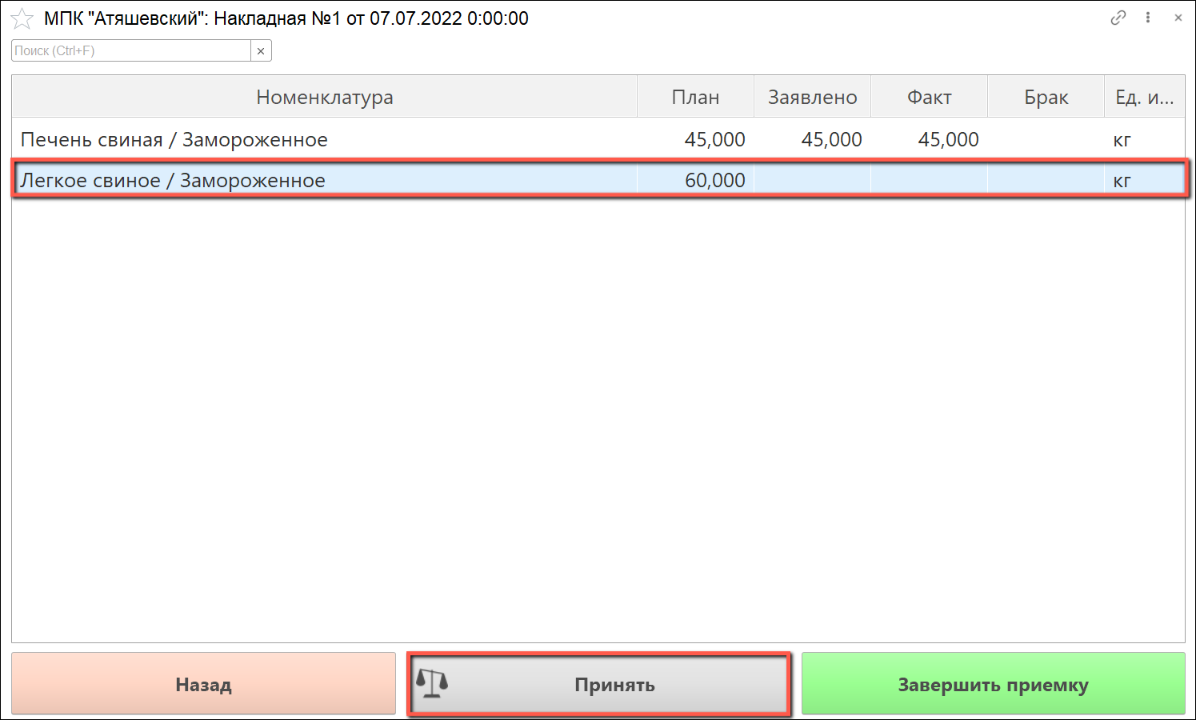 МПК "Атяшевский": Накладная №1 от 07.07.2022 0:00:00
Поиск (Ctrl+F) ×
Номенклатура План Заявлено Факт Брак Ед. и...
Печень свиная / Замороженное 45,000 45,000 45,000 кг
Легкое свиное / Замороженное 60,000 кг
Назад Принять Завершить приемку